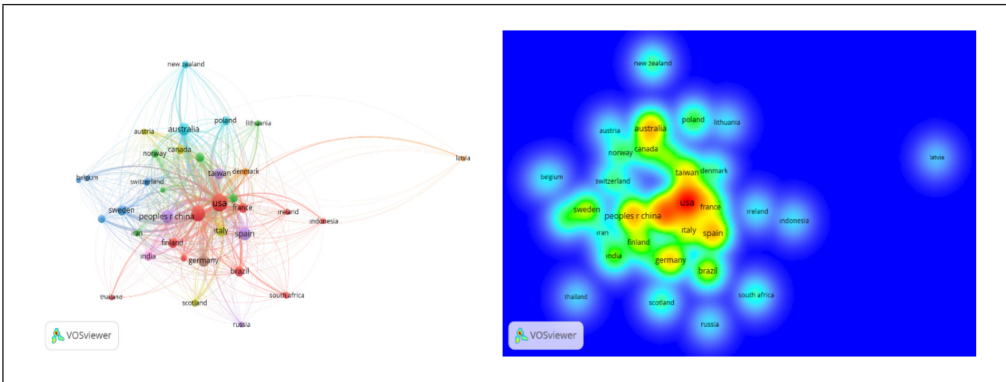 new zealand
poland
lithuania
austria
australia
canada
norway
taiwan
denmark
latvia
belgium
switzerland
usa
sweden
peoples r china
france
ireland
indonesia
iran
italy
spain
finland
india
germany
brazil
thailand
south africa
scotland
russia
VOSviewer
new zealand
poland
lithuania
austria
australia
canada
norway
latvia
taiwan
denmark
belgium
switzerland
usa
sweden
peoples r china
france
ireland
indonesia
iran
italy
spain
finland
india
germany
brazil
thailand
south africa
scotland
russia
VOSviewer